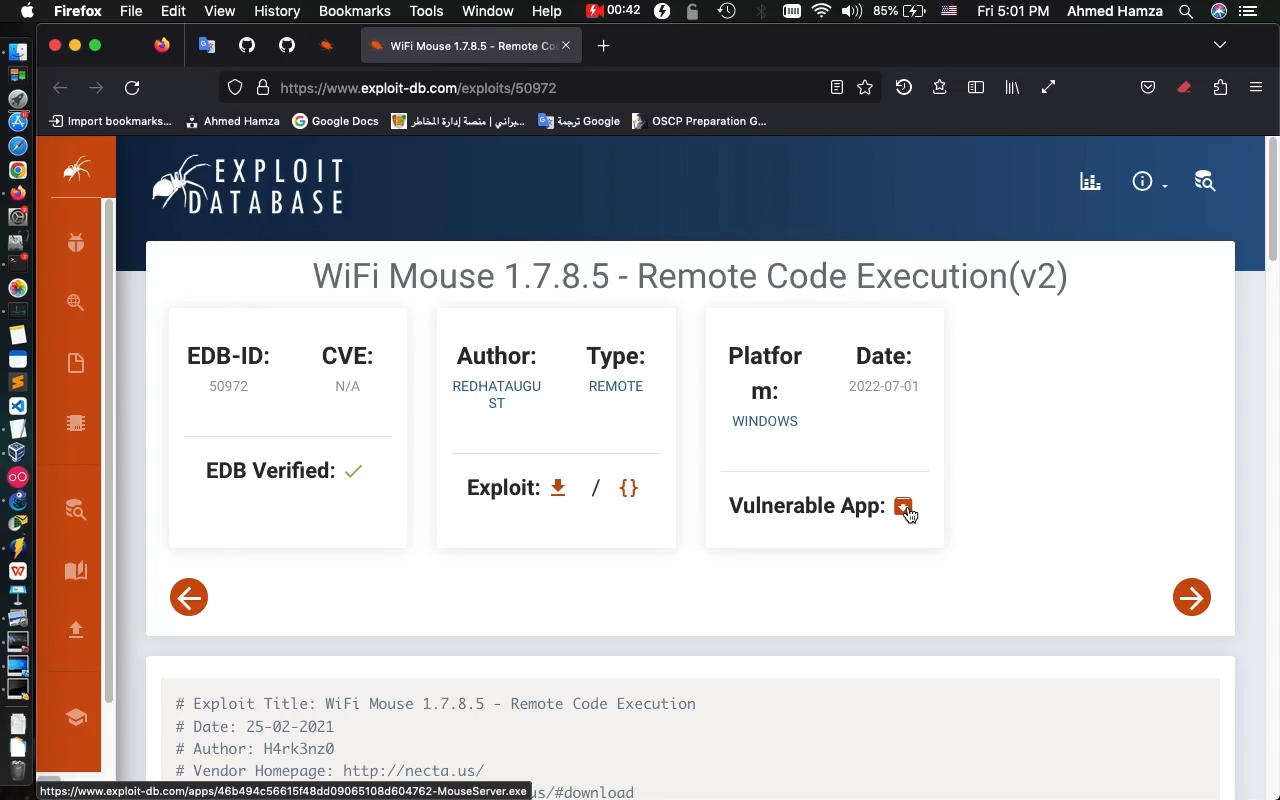 Firefox File Edit View History Bookmarks Tools Window Help 00:42 85% Fri 5:01 PM Ahmed Hamza
WiFi Mouse 1.7.8.5 - Remote Co
https://www.exploit-db.com/exploits/50972
Import bookmarks... Ahmed Hamza Google Docs ...براني | منصة إدارة المخاطر ترجمة Google OSCP Preparation G...
EXPLOIT
DATABASE
WiFi Mouse 1.7.8.5 - Remote Code Execution(v2)
EDB-ID:
50972
CVE:
N/A
EDB Verified:
Author:
REDHATAUGU
ST
Type:
REMOTE
Exploit: / {}
Platfor
m:
WINDOWS
Date:
2022-07-01
Vulnerable App:
# Exploit Title: WiFi Mouse 1.7.8.5 - Remote Code Execution
# Date: 25-02-2021
# Author: H4rk3nz0
# Vendor Homepage: http://necta.us/
us/#download
https://www.exploit-db.com/apps/46b494c56615f48dd09065108d604762-MouseServer.exe